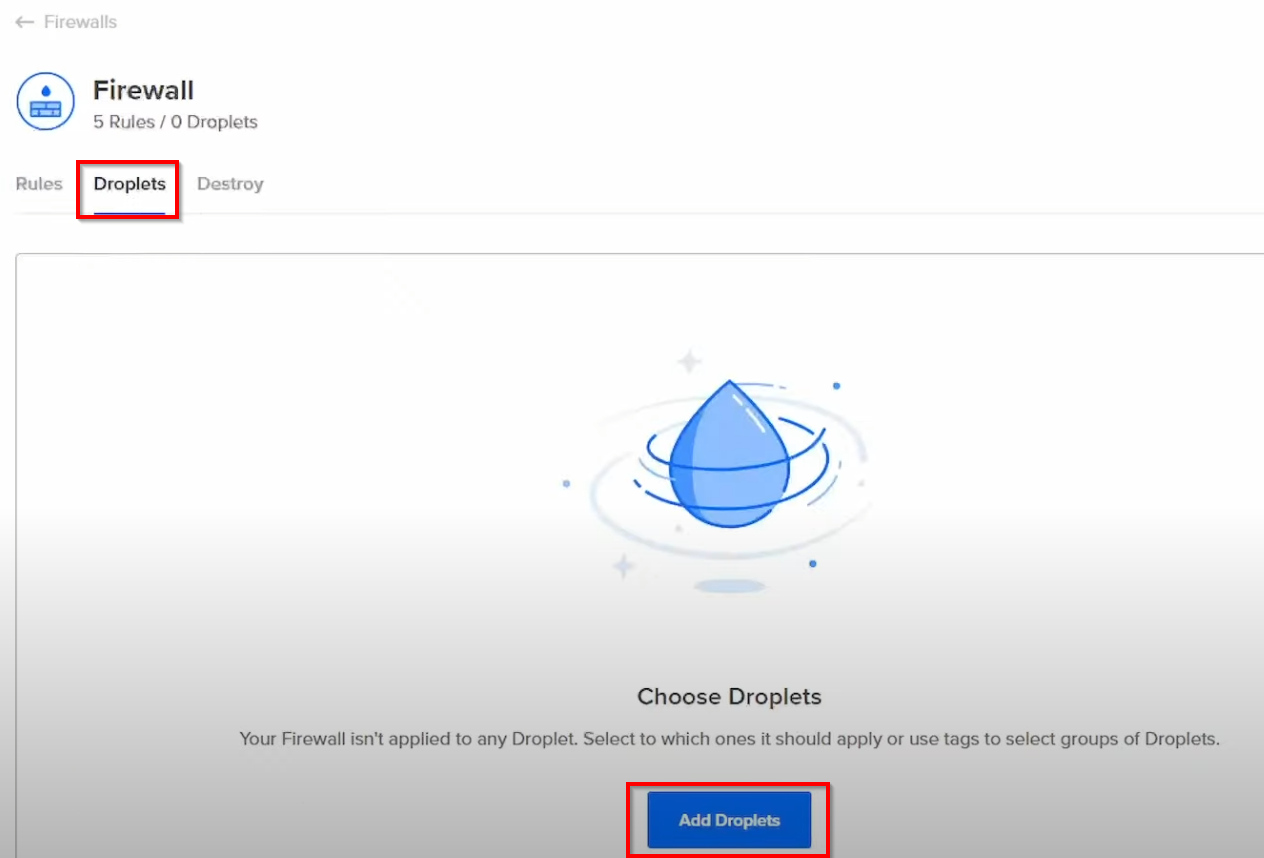 ← Firewalls
Firewall
5 Rules / 0 Droplets
Rules Droplets Destroy
Choose Droplets
Your Firewall isn't applied to any Droplet. Select to which ones it should apply or use tags to select groups of Droplets.
Add Droplets